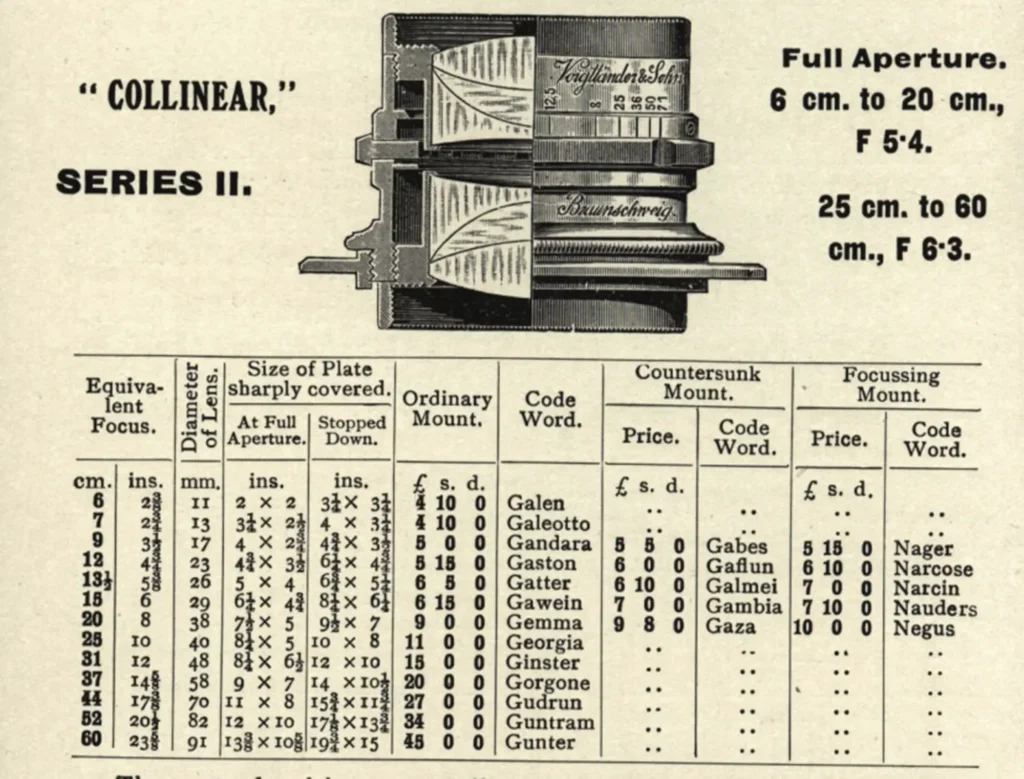 "COLLINEAR,"
SERIES II.
Voigtländer & Sohn
12,5 8 25 36 50 71
Braunschweig.
Full Aperture.
6 cm. to 20 cm.,
F 5·4.
25 cm. to 60
cm., F 6·3.
Equiva-
lent
Focus.
Diameter
of Lens.
Size of Plate
sharply covered.
At Full
Aperture.
Stopped
Down.
Ordinary
Mount.
Code
Word.
Countersunk
Mount.
Price.
Code
Word.
Focussing
Mount.
Price.
Code
Word.
cm. ins. mm. ins. ins. £ s. d. £ s. d. £ s. d.
6 2⅜ 11 2 × 2 3¼ × 3¼ 4 10 0 Galen .. .. .. ..
7 2¾ 13 3¼ × 2½ 4 × 3¼ 4 10 0 Galeotto .. .. .. ..
9 3½ 17 4 × 2¾ 4¾ × 3½ 5 0 0 Gandara 5 5 0 Gabes 5 15 0 Nager
12 4¾ 23 4¾ × 3½ 6½ × 4¾ 5 15 0 Gaston 6 0 0 Gaflun 6 10 0 Narcose
13½ 5⅜ 26 5 × 4 6¾ × 5¼ 6 5 0 Gatter 6 10 0 Galmei 7 0 0 Narcin
15 6 29 6½ × 4¾ 8½ × 6½ 6 15 0 Gawein 7 0 0 Gambia 7 10 0 Nauders
20 8 38 7½ × 5 9½ × 7 9 0 0 Gemma 9 8 0 Gaza 10 0 0 Negus
25 10 40 8½ × 5 10 × 8 11 0 0 Georgia .. .. .. ..
31 12 48 8½ × 6½ 12 × 10 15 0 0 Ginster .. .. .. ..
37 14⅝ 58 9 × 7 14 × 10½ 20 0 0 Gorgone .. .. .. ..
44 17⅜ 70 11 × 8 15¾ × 11¾ 27 0 0 Gudrun .. .. .. ..
52 20½ 82 12 × 10 17½ × 13¾ 34 0 0 Guntram .. .. .. ..
60 23⅝ 91 13⅜ × 10⅝ 19¾ × 15 45 0 0 Gunter .. .. .. ..